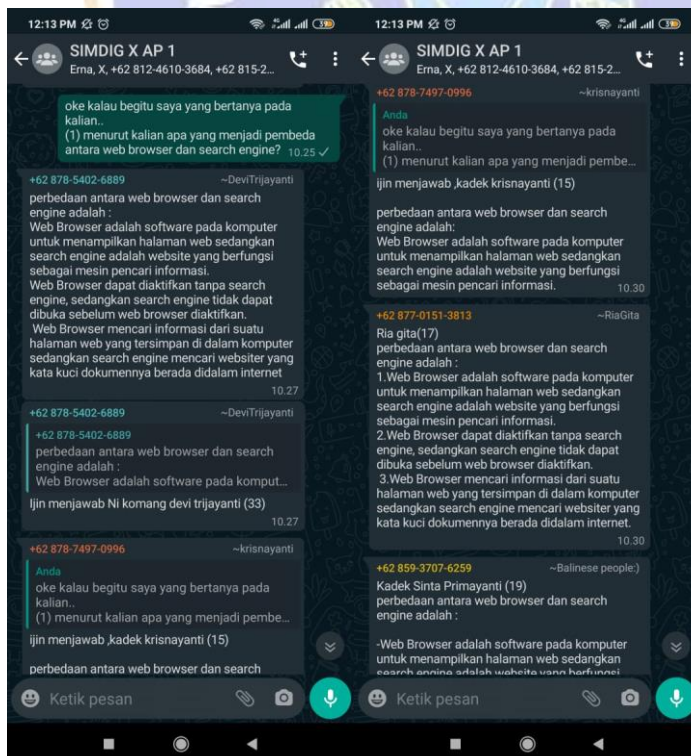 12:13 PM
SIMDIG X AP 1
Erna, X, +62 812-4610-3684, +62 815-2...
oke kalau begitu saya yang bertanya pada
kalian..
(1) menurut kalian apa yang menjadi pembeda
antara web browser dan search engine? 10.25
+62 878-5402-6889 ~DeviTrijayanti
perbedaan antara web browser dan search
engine adalah :
Web Browser adalah software pada komputer
untuk menampilkan halaman web sedangkan
search engine adalah website yang berfungsi
sebagai mesin pencari informasi.
Web Browser dapat diaktifkan tanpa search
engine, sedangkan search engine tidak dapat
dibuka sebelum web browser diaktifkan.
Web Browser mencari informasi dari suatu
halaman web yang tersimpan di dalam komputer
sedangkan search engine mencari websiter yang
kata kuci dokumennya berada didalam internet
10.27
+62 878-5402-6889 ~DeviTrijayanti
+62 878-5402-6889
perbedaan antara web browser dan search
engine adalah :
Web Browser adalah software pada komput...
Ijin menjawab Ni komang devi trijayanti (33)
10.27
+62 878-7497-0996 ~krisnayanti
Anda
oke kalau begitu saya yang bertanya pada
kalian..
(1) menurut kalian apa yang menjadi pembe...
ijin menjawab ,kadek krisnayanti (15)
perbedaan antara web browser dan search
Ketik pesan
12:13 PM
SIMDIG X AP 1
Erna, X, +62 812-4610-3684, +62 815-2...
+62 878-7497-0996 ~krisnayanti
Anda
oke kalau begitu saya yang bertanya pada
kalian..
(1) menurut kalian apa yang menjadi pembe...
ijin menjawab ,kadek krisnayanti (15)
perbedaan antara web browser dan search
engine adalah:
Web Browser adalah software pada komputer
untuk menampilkan halaman web sedangkan
search engine adalah website yang berfungsi
sebagai mesin pencari informasi. 10.30
+62 877-0151-3813 ~RiaGita
Ria gita(17)
perbedaan antara web browser dan search
engine adalah :
1.Web Browser adalah software pada komputer
untuk menampilkan halaman web sedangkan
search engine adalah website yang berfungsi
sebagai mesin pencari informasi.
2.Web Browser dapat diaktifkan tanpa search
engine, sedangkan search engine tidak dapat
dibuka sebelum web browser diaktifkan.
3.Web Browser mencari informasi dari suatu
halaman web yang tersimpan di dalam komputer
sedangkan search engine mencari websiter yang
kata kuci dokumennya berada didalam internet.
10.30
+62 859-3707-6259 ~Balinese people:)
Kadek Sinta Primayanti (19)
perbedaan antara web browser dan search
engine adalah :
-Web Browser adalah software pada komputer
untuk menampilkan halaman web sedangkan
search engine adalah website yang berfungsi
Ketik pesan